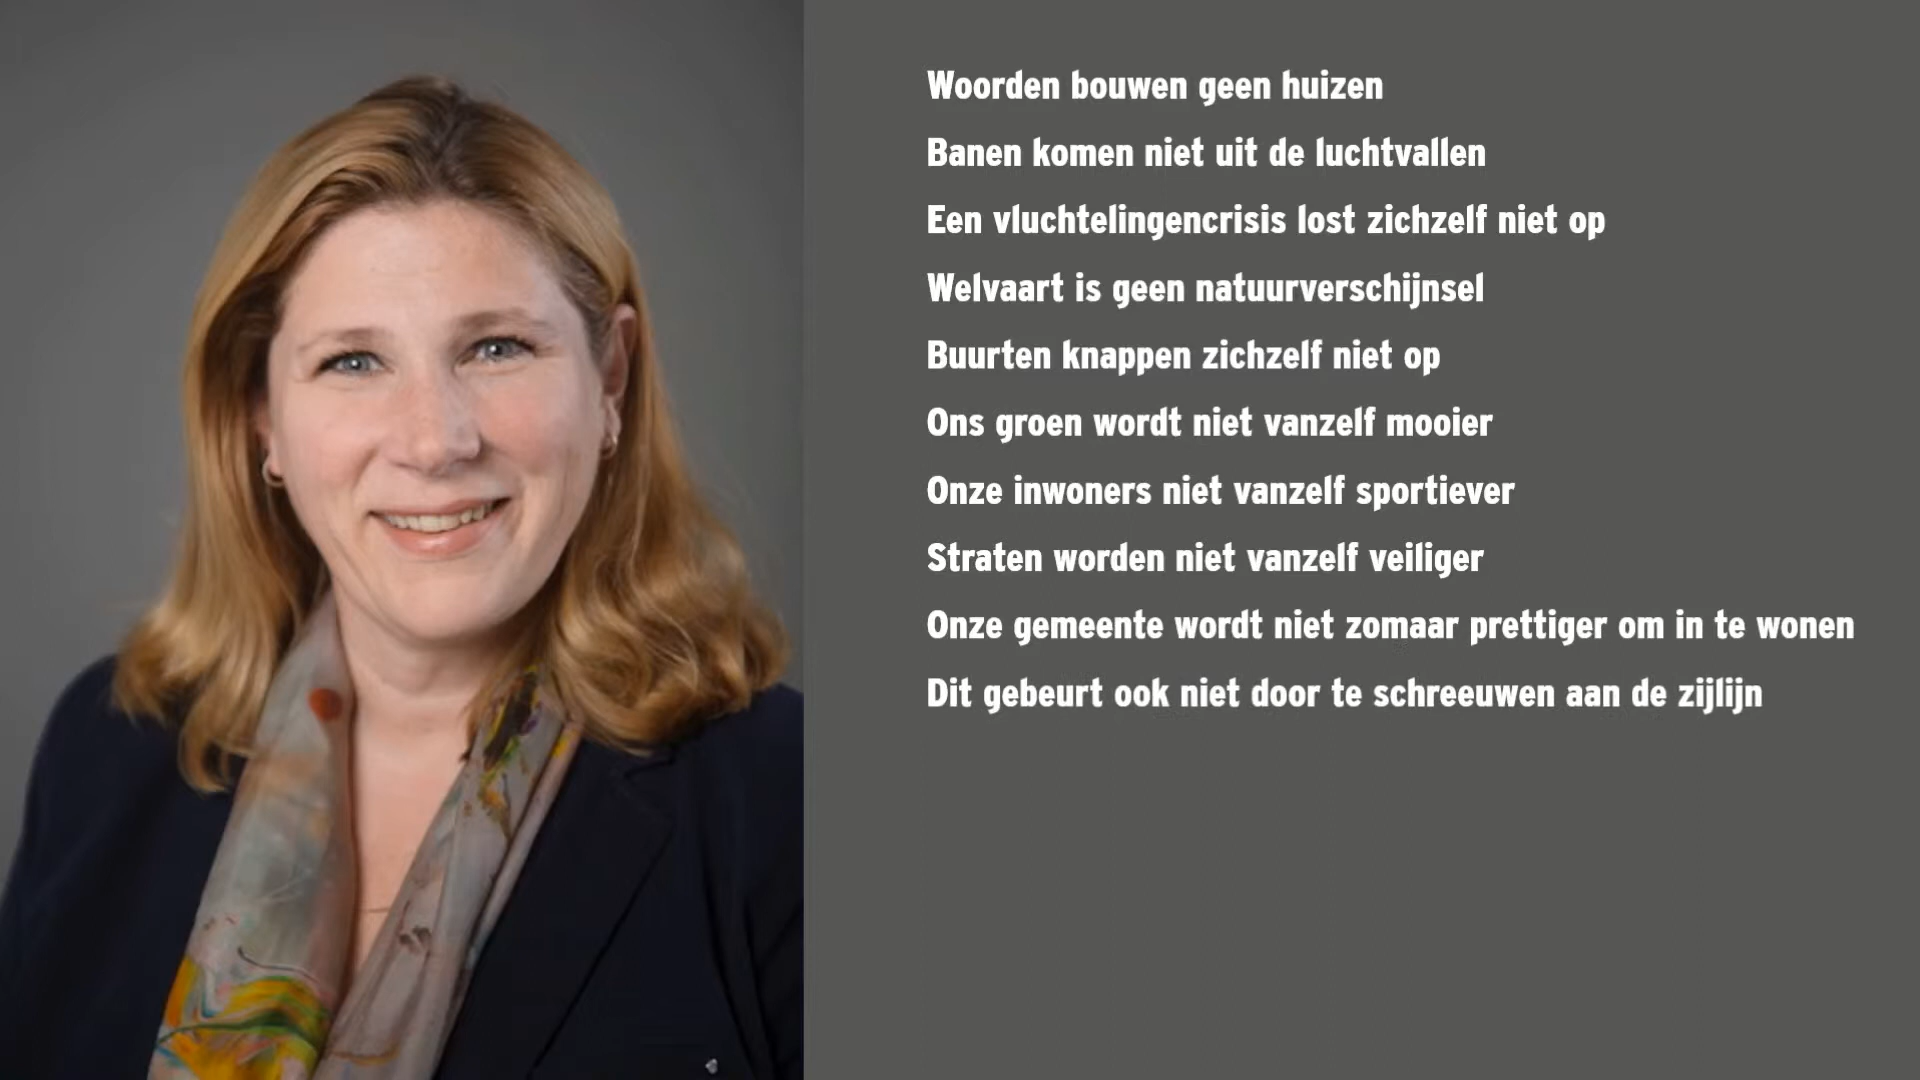 Woorden bouwen geen huizen
Banen komen niet uit de luchtvallen
Een vluchtelingencrisis lost zichzelf niet op
Welvaart is geen natuurverschijnsel
Buurten knappen zichzelf niet op
Ons groen wordt niet vanzelf mooier
Onze inwoners niet vanzelf sportiever
Straten worden niet vanzelf veiliger
Onze gemeente wordt niet zomaar prettiger om in te wonen
Dit gebeurt ook niet door te schreeuwen aan de zijlijn